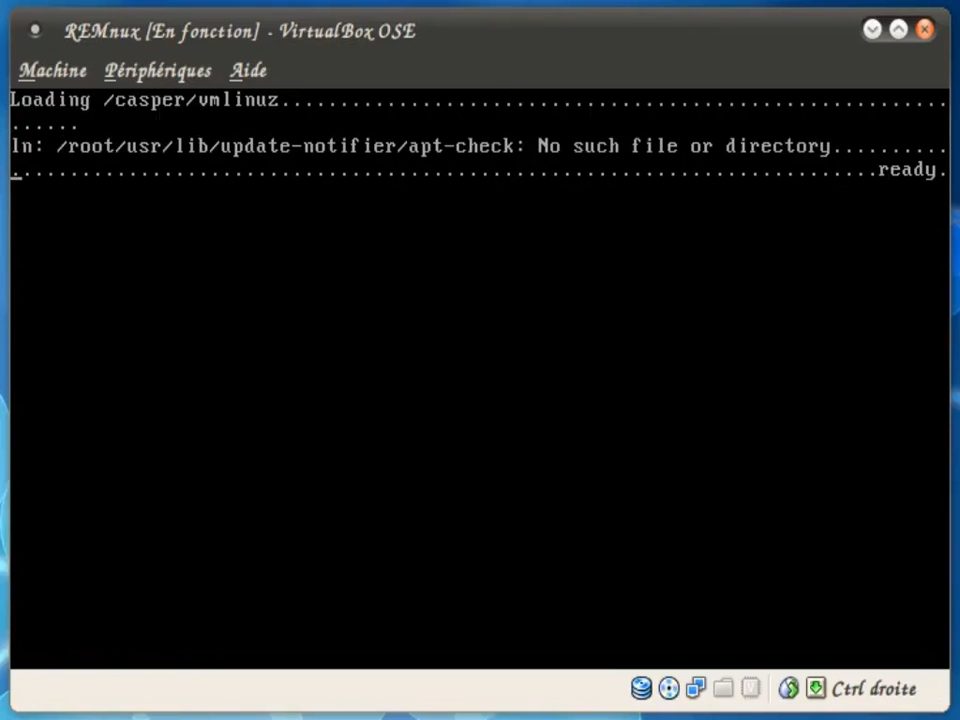 REMnux [En fonction] - VirtualBox OSE
Machine Périphériques Aide
Loading /casper/vmlinuz.........................................................
......
ln: /root/usr/lib/update-notifier/apt-check: No such file or directory..........
..........................................................................ready.
Ctrl droite